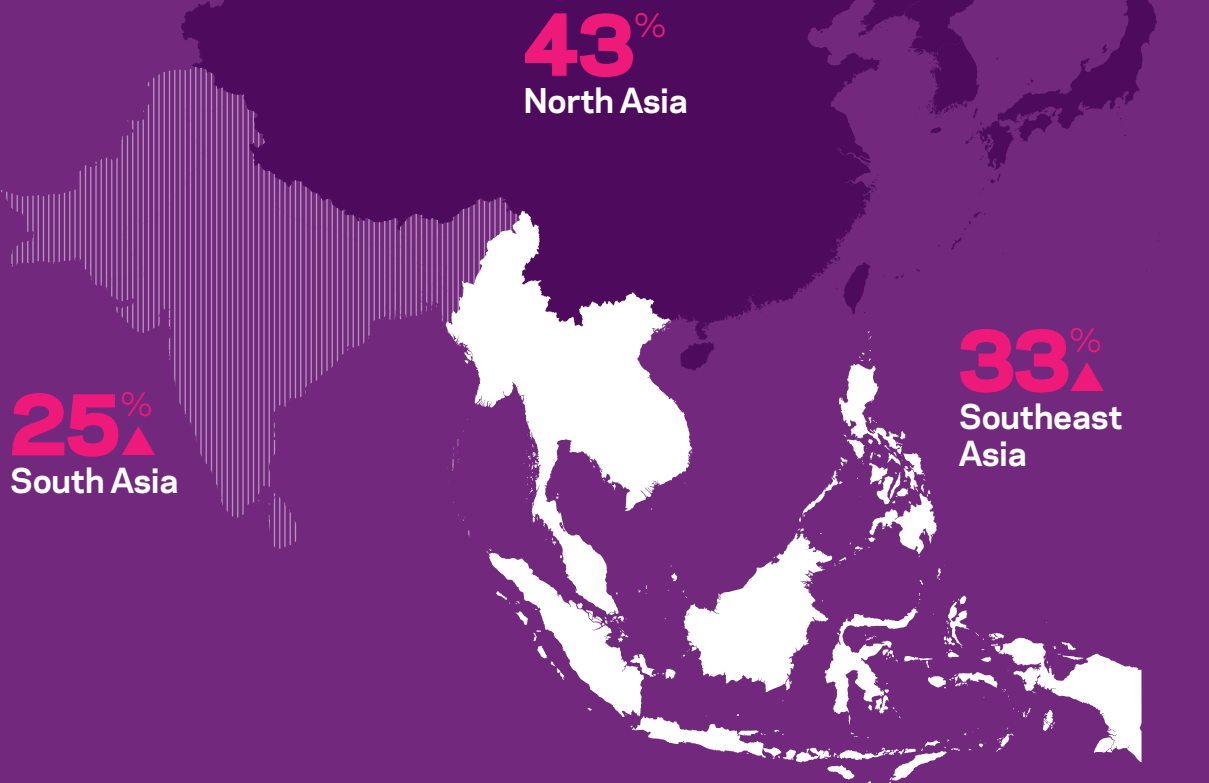 43%
North Asia
33%▲
Southeast
Asia
25%▲
South Asia